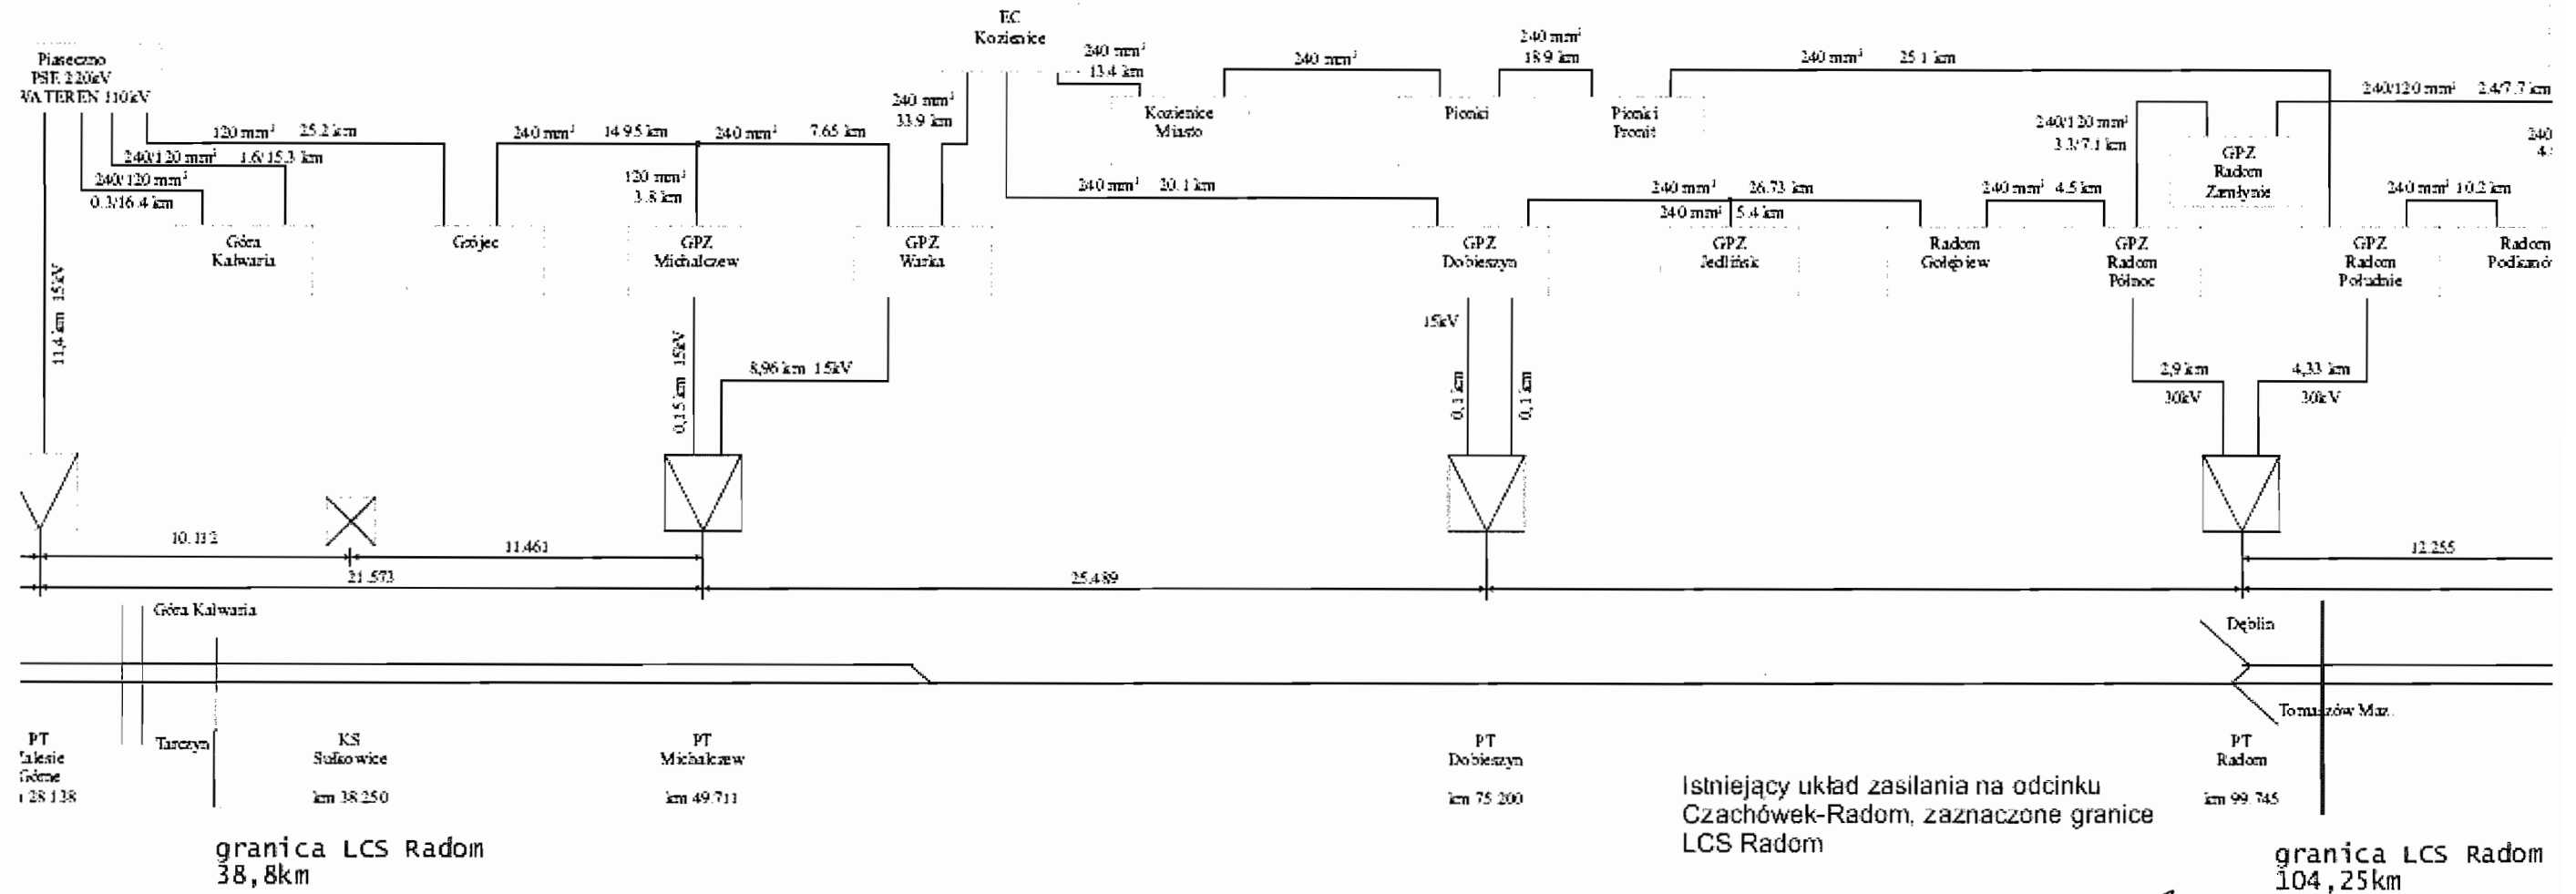 EC
Kozienice
Piaseczno
PSE 220kV
110kV
240 mm²
13.4 km
240 mm²
240 mm²
18.9 km
240 mm²
25.1 km
240/120 mm²
2.4/7.7 km
240 mm²
33.9 km
Kozienice
Miasto
Pionki
Pionki
Pronit
240/120 mm²
3.3/7.1 km
GPZ
Radom
Zamłynie
240
120 mm²
25.2 km
240 mm²
14.95 km
240 mm²
7.65 km
240/120 mm²
1.6/15.3 km
240/120 mm²
0.3/16.4 km
120 mm²
3.8 km
240 mm²
20.1 km
240 mm²
26.73 km
240 mm²
5.4 km
240 mm²
4.5 km
240 mm²
10.2 km
Góra
Kalwaria
Grójec
GPZ
Michalczew
GPZ
Warka
GPZ
Dobieszyn
GPZ
Jedlińsk
Radom
Gołębiew
GPZ
Radom
Północ
GPZ
Radom
Południe
Radom
11,4 km 15kV
0,15 km 15kV
8,96 km 15kV
15kV
0,1 km
0,1 km
2,9 km
30kV
4,33 km
30kV
10.112
11.461
12.255
21.573
25.489
Góra Kalwaria
Dęblin
Tomaszów Maz.
Tarczyn
PT
Górne
28.138
KS
Sułkowice
km 38.250
PT
Michalczew
km 49.711
PT
Dobieszyn
km 75.200
PT
Radom
km 99.745
Istniejący układ zasilania na odcinku
Czachówek-Radom, zaznaczone granice
LCS Radom
granica LCS Radom
38,8km
granica LCS Radom
104,25km